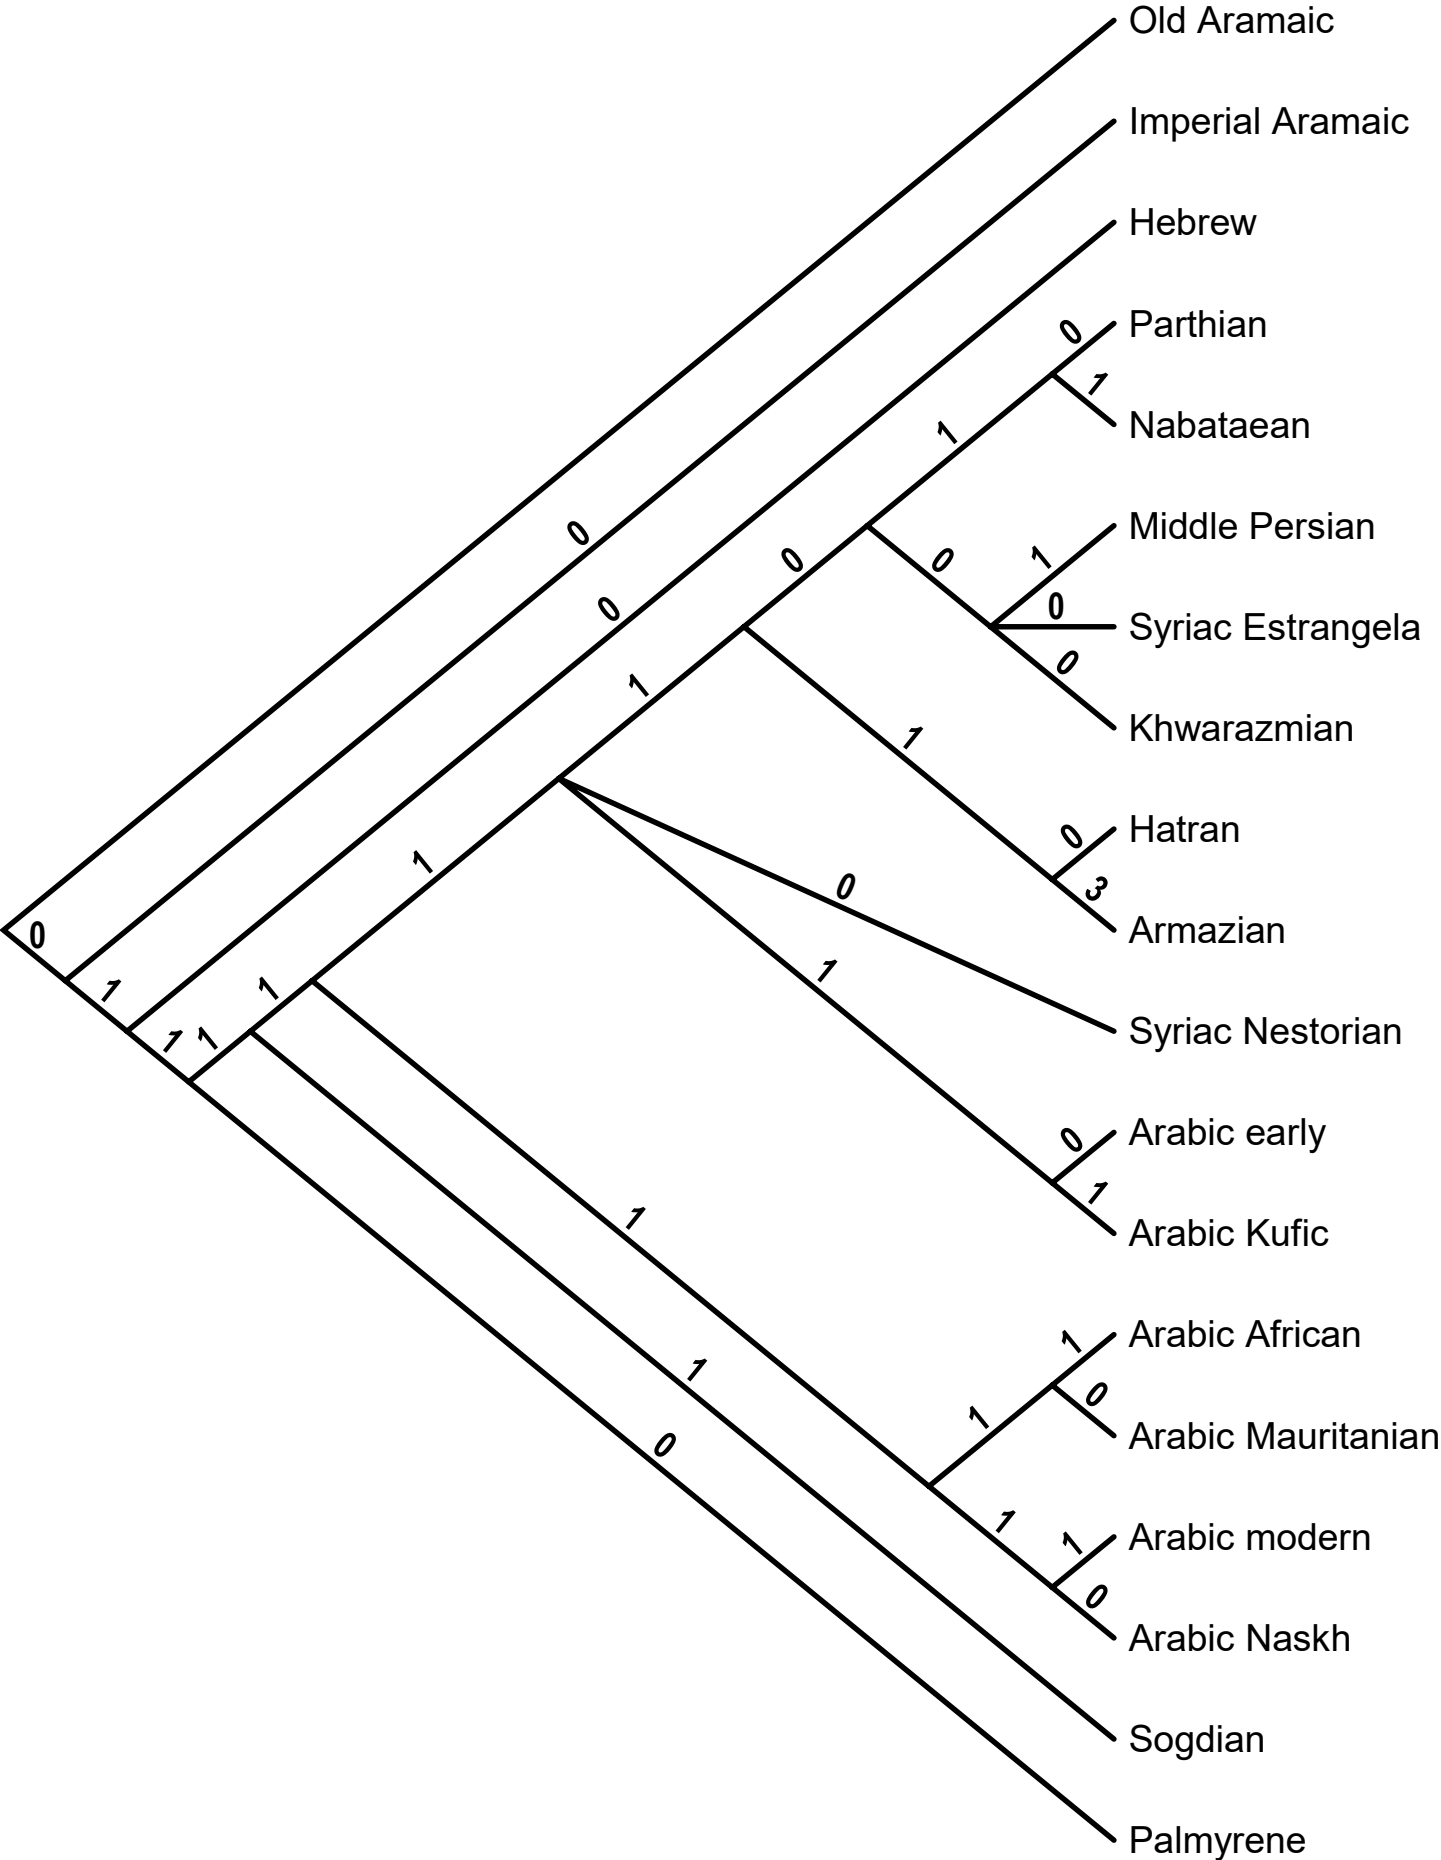 Old Aramaic
Imperial Aramaic
Hebrew
0 Parthian
1
1 Nabataean
0
1 Middle Persian
0 0
0 0 Syriac Estrangela
0
1 Khwarazmian
1
0 Hatran
1
0 3
0 Armazian
1
1 Syriac Nestorian
1 1 1
0 Arabic early
1
1 Arabic Kufic
1 Arabic African
1 0
1 Arabic Mauritanian
0
1 1 Arabic modern
0
Arabic Naskh
Sogdian
Palmyrene